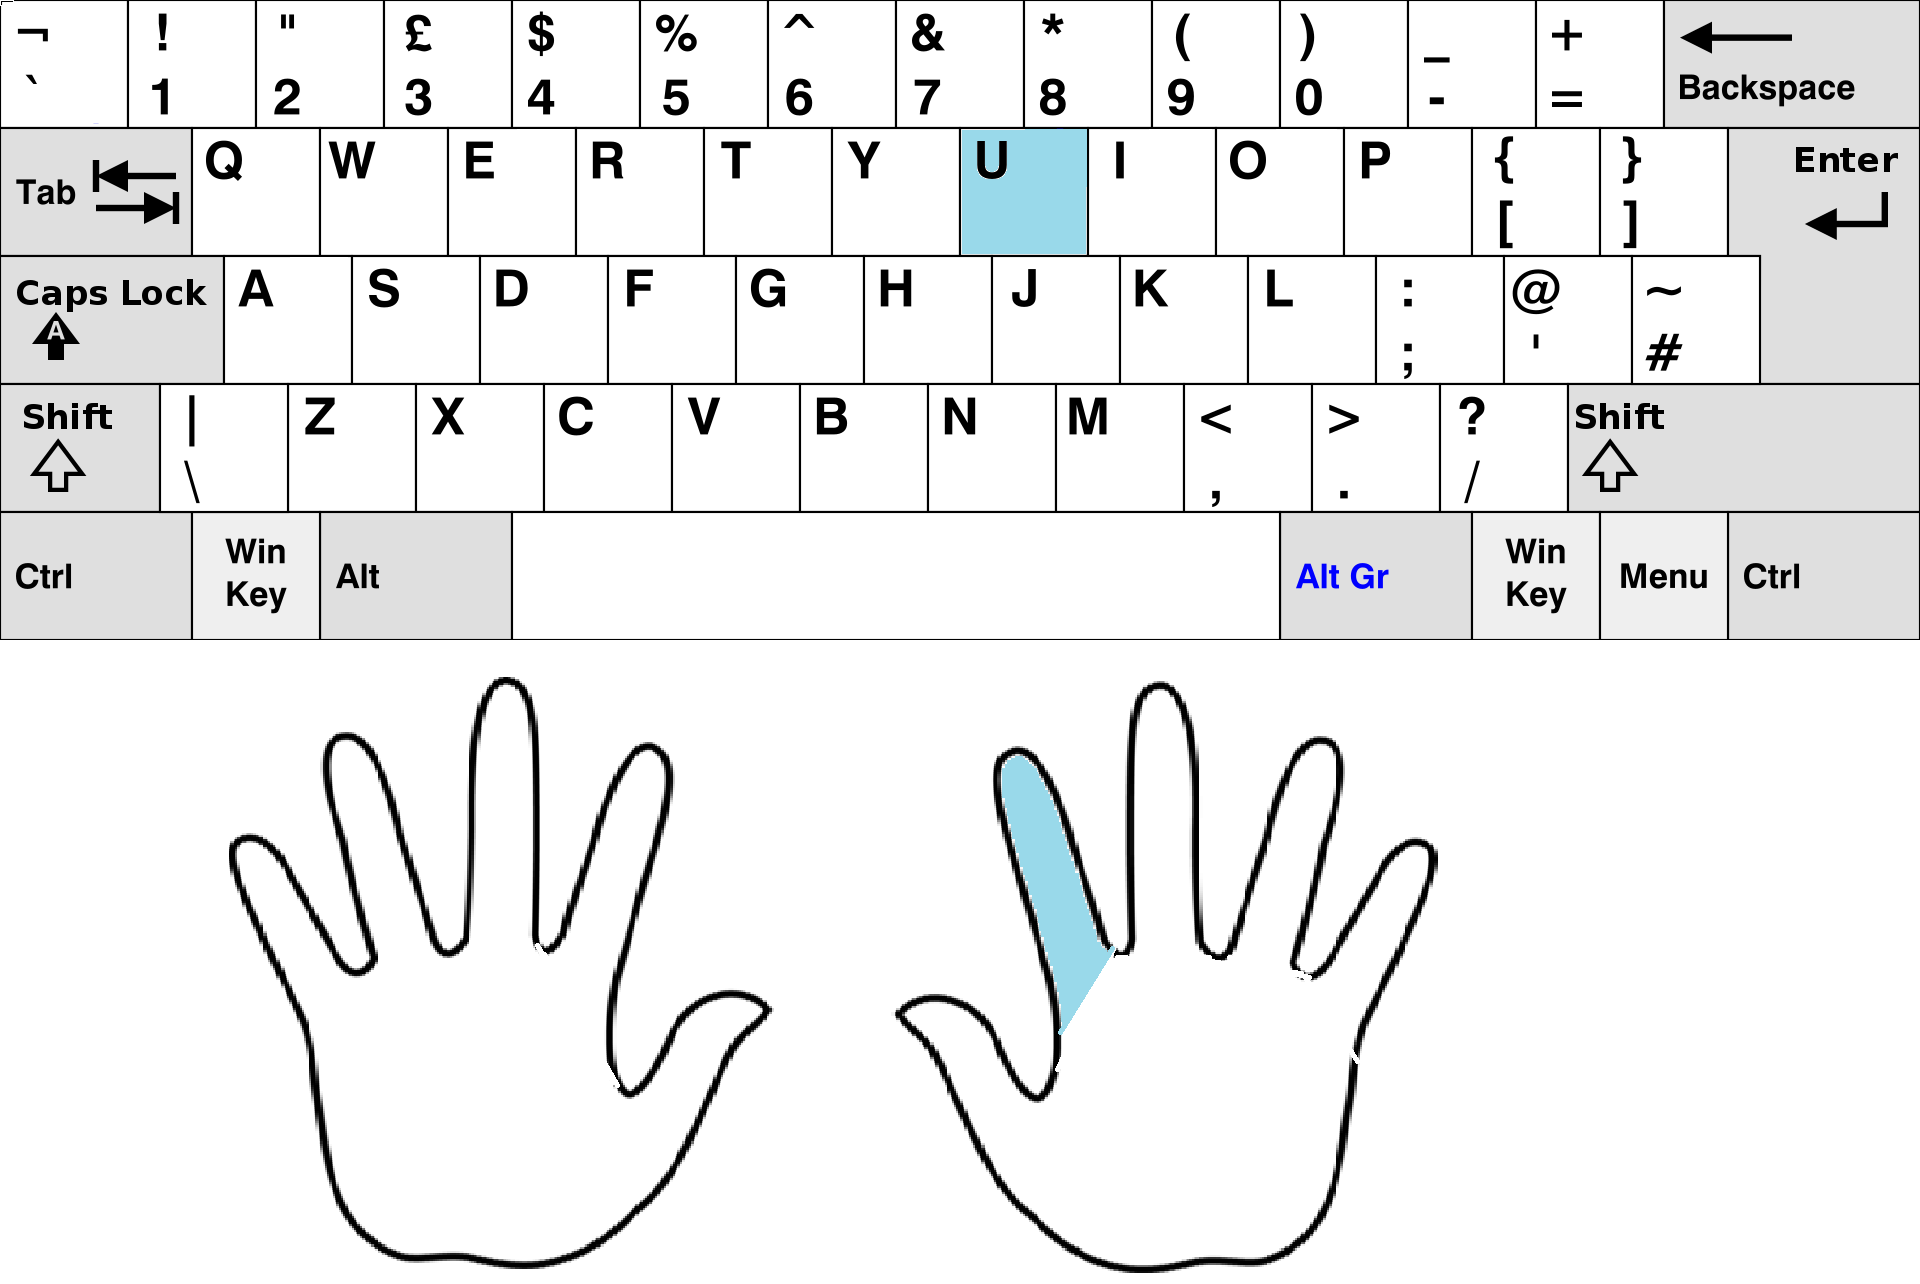 ¬ ! " £ $ % ^ & * ( ) _ +
` 1 2 3 4 5 6 7 8 9 0 - = Backspace
Tab Q W E R T Y U I O P { } Enter
[ ]
Caps Lock A S D F G H J K L : @ ~
A ; ' #
Shift | Z X C V B N M < > ? Shift
\ , . /
Ctrl Win Key Alt Alt Gr Win Key Menu Ctrl